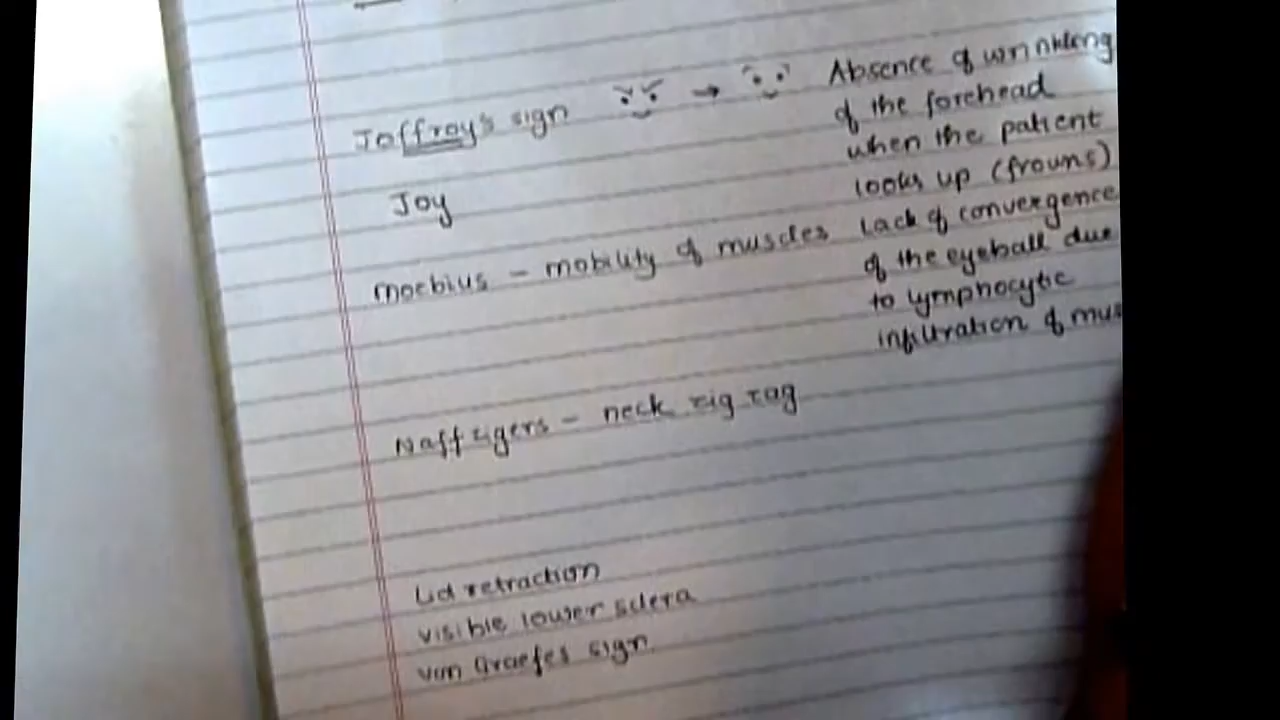 Joffroy's sign → Absence of wrinkling
of the forehead
when the patient
looks up (frowns)
Joy
Moebius - mobility of muscles Lack of convergence
of the eyeball due
to lymphocytic
infiltration of mus
Naffzigers - neck zig zag
Lid retraction
visible lower sclera
von Graefes sign